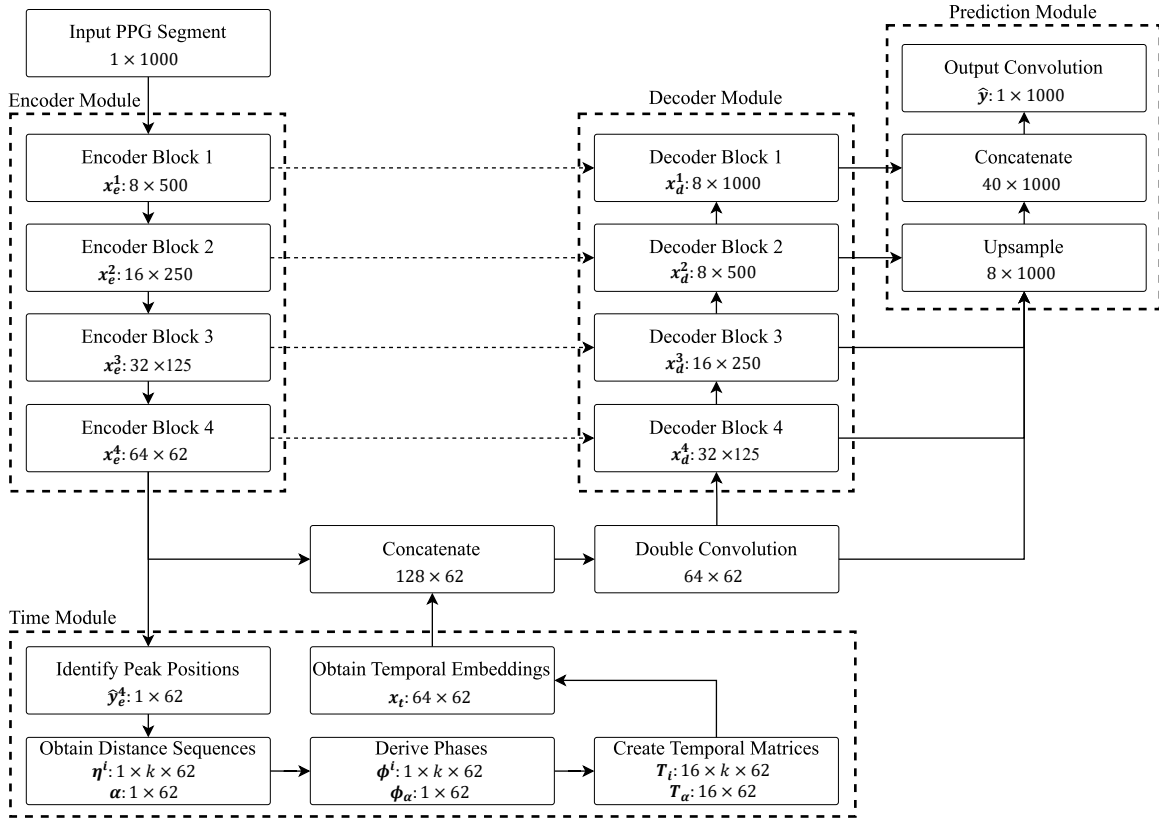 Input PPG Segment
1 × 1000
Encoder Module
Encoder Block 1
x_e^1: 8 × 500
Encoder Block 2
x_e^2: 16 × 250
Encoder Block 3
x_e^3: 32 ×125
Encoder Block 4
x_e^4: 64 × 62
Decoder Module
Decoder Block 1
x_d^1: 8 × 1000
Decoder Block 2
x_d^2: 8 × 500
Decoder Block 3
x_d^3: 16 × 250
Decoder Block 4
x_d^4: 32 ×125
Prediction Module
Output Convolution
ŷ: 1 × 1000
Concatenate
40 × 1000
Upsample
8 × 1000
Concatenate
128 × 62
Double Convolution
64 × 62
Time Module
Identify Peak Positions
ŷ_e^4: 1 × 62
Obtain Temporal Embeddings
x_t: 64 × 62
Obtain Distance Sequences
η^i: 1 × k × 62
α: 1 × 62
Derive Phases
ϕ^i: 1 × k × 62
ϕ_α: 1 × 62
Create Temporal Matrices
T_i: 16 × k × 62
T_α: 16 × 62